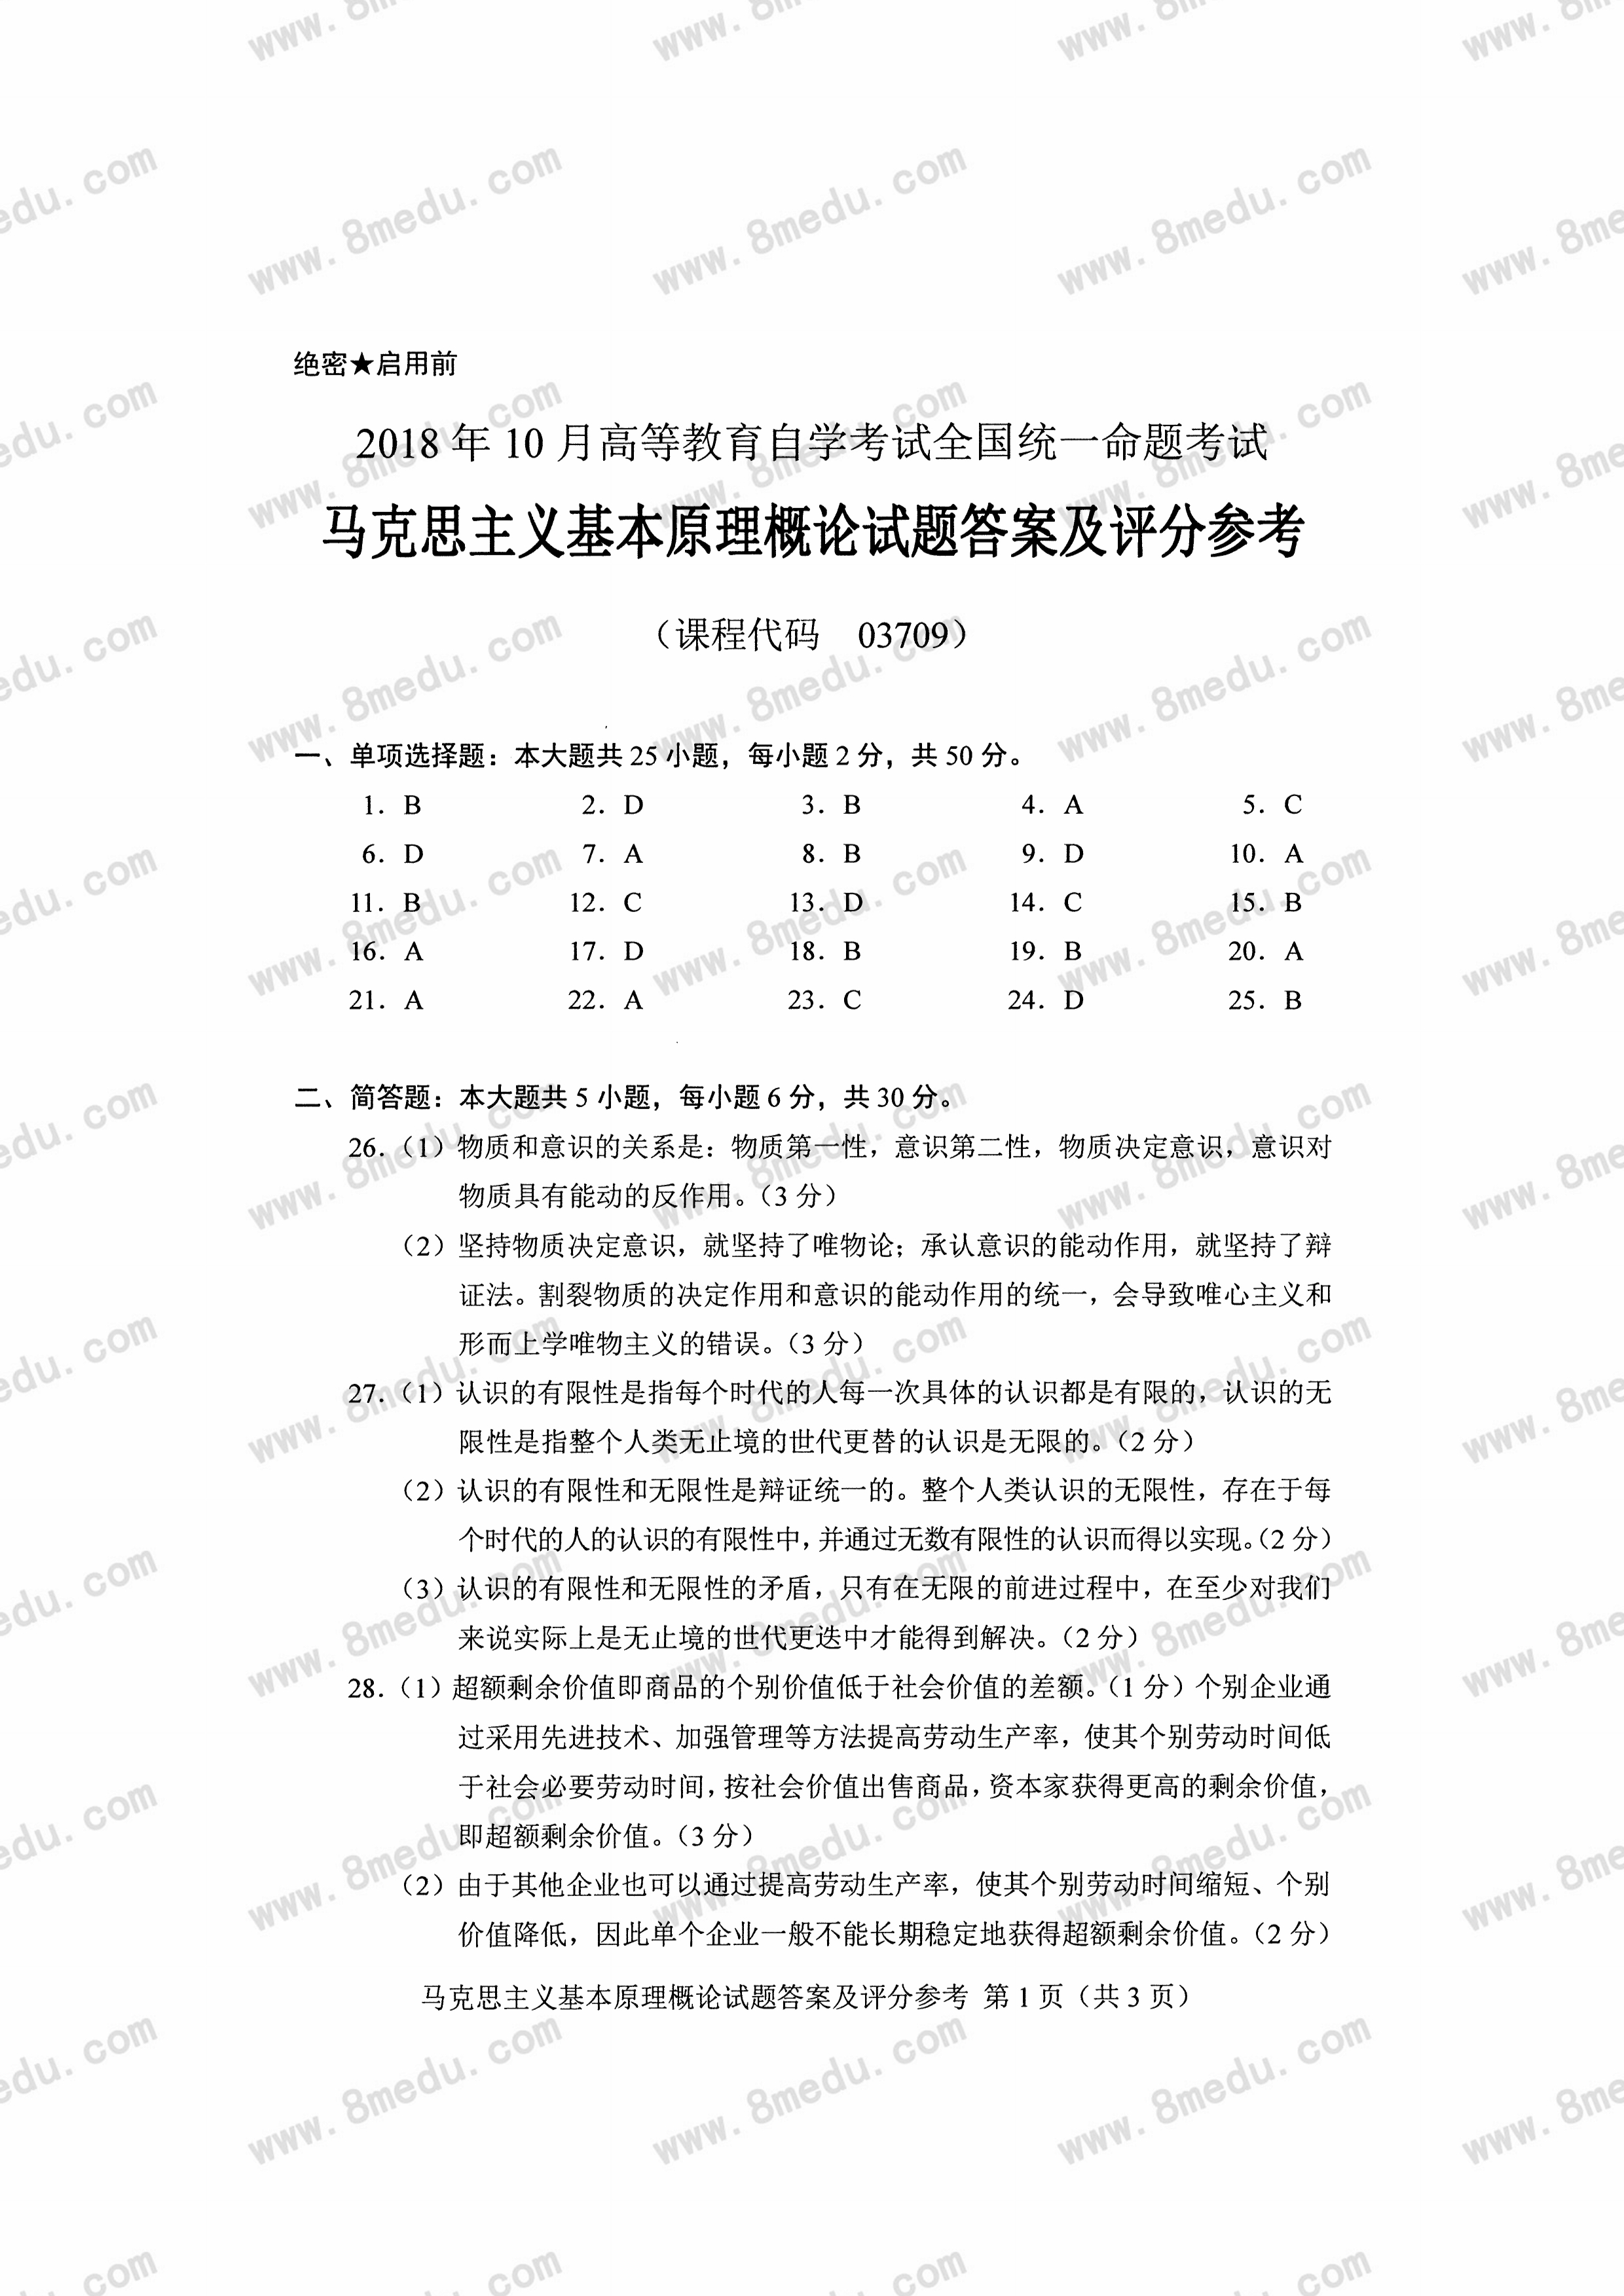 绝密★启用前
2018 年 10 月高等教育自学考试全国统一命题考试
马克思主义基本原理概论试题答案及评分参考
（课程代码 03709）
一、单项选择题：本大题共 25 小题，每小题 2 分，共 50 分。
1. B 2. D 3. B 4. A 5. C
6. D 7. A 8. B 9. D 10. A
11. B 12. C 13. D 14. C 15. B
16. A 17. D 18. B 19. B 20. A
21. A 22. A 23. C 24. D 25. B
二、简答题：本大题共 5 小题，每小题 6 分，共 30 分。
26.（1）物质和意识的关系是：物质第一性，意识第二性，物质决定意识，意识对
物质具有能动的反作用。（3 分）
（2）坚持物质决定意识，就坚持了唯物论；承认意识的能动作用，就坚持了辩
证法。割裂物质的决定作用和意识的能动作用的统一，会导致唯心主义和
形而上学唯物主义的错误。（3 分）
27.（1）认识的有限性是指每个时代的人每一次具体的认识都是有限的，认识的无
限性是指整个人类无止境的世代更替的认识是无限的。（2 分）
（2）认识的有限性和无限性是辩证统一的。整个人类认识的无限性，存在于每
个时代的人的认识的有限性中，并通过无数有限性的认识而得以实现。（2 分）
（3）认识的有限性和无限性的矛盾，只有在无限的前进过程中，在至少对我们
来说实际上是无止境的世代更迭中才能得到解决。（2 分）
28.（1）超额剩余价值即商品的个别价值低于社会价值的差额。（1 分）个别企业通
过采用先进技术、加强管理等方法提高劳动生产率，使其个别劳动时间低
于社会必要劳动时间，按社会价值出售商品，资本家获得更高的剩余价值，
即超额剩余价值。（3 分）
（2）由于其他企业也可以通过提高劳动生产率，使其个别劳动时间缩短、个别
价值降低，因此单个企业一般不能长期稳定地获得超额剩余价值。（2 分）
马克思主义基本原理概论试题答案及评分参考 第 1 页（共 3 页）
www.8medu.com